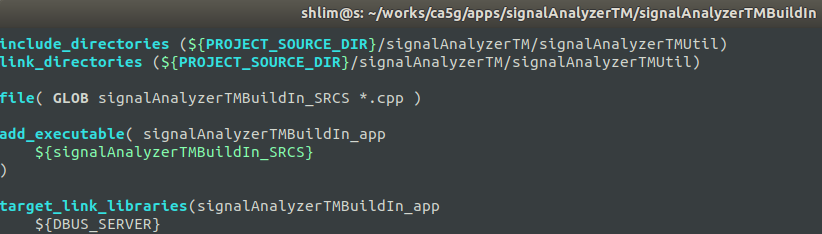 shlim@s: ~/works/ca5g/apps/signalAnalyzerTM/signalAnalyzerTMBuildIn
include_directories (${PROJECT_SOURCE_DIR}/signalAnalyzerTM/signalAnalyzerTMUtil)
link_directories (${PROJECT_SOURCE_DIR}/signalAnalyzerTM/signalAnalyzerTMUtil)
file( GLOB signalAnalyzerTMBuildIn_SRCS *.cpp )
add_executable( signalAnalyzerTMBuildIn_app
${signalAnalyzerTMBuildIn_SRCS}
)
target_link_libraries(signalAnalyzerTMBuildIn_app
${DBUS_SERVER}